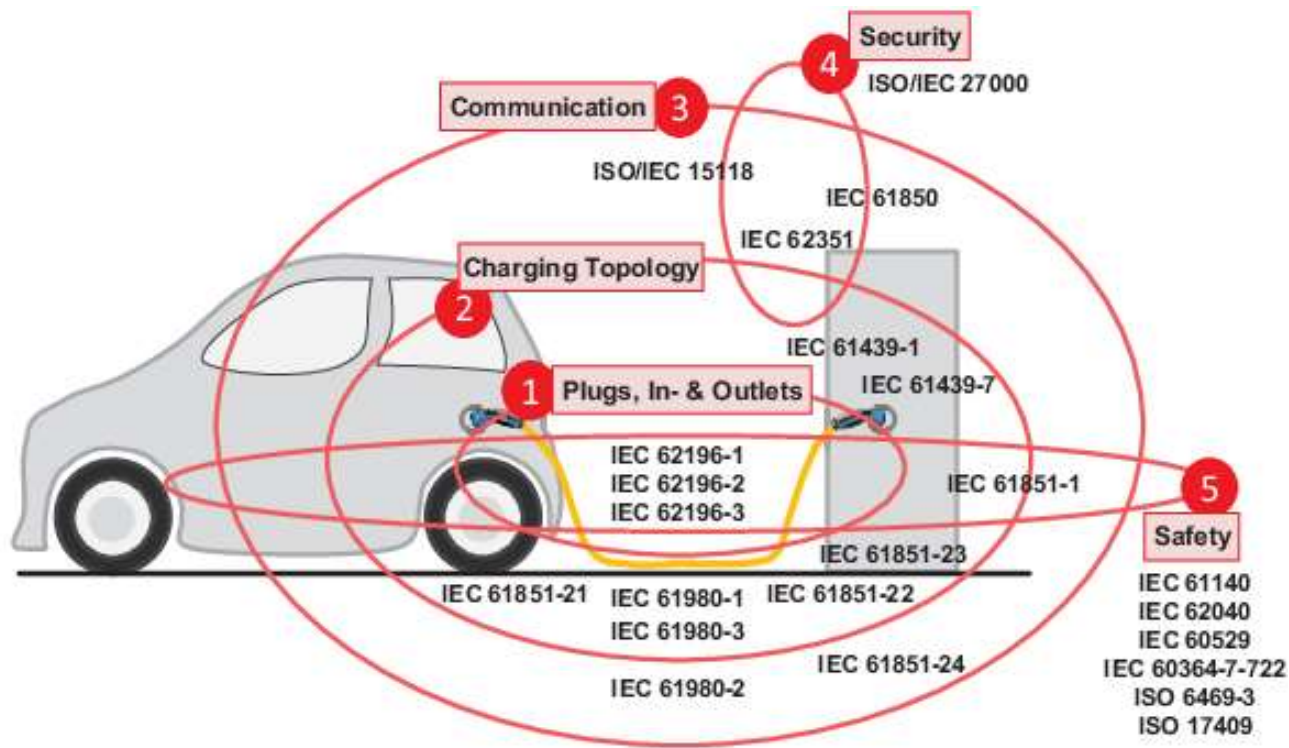 Security
4
ISO/IEC 27000
Communication
3
ISO/IEC 15118
IEC 61850
IEC 62351
Charging Topology
2
IEC 61439-1
1
Plugs, In- & Outlets
IEC 61439-7
IEC 62196-1
IEC 62196-2
IEC 62196-3
IEC 61851-1
5
Safety
IEC 61851-23
IEC 61851-21
IEC 61980-1
IEC 61851-22
IEC 61980-3
IEC 61851-24
IEC 61980-2
IEC 61140
IEC 62040
IEC 60529
IEC 60364-7-722
ISO 6469-3
ISO 17409